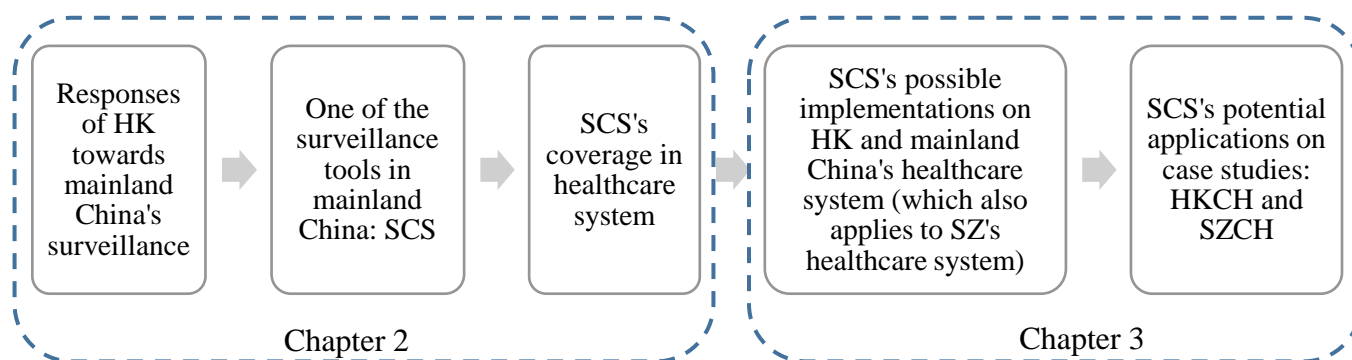 Responses
of HK
towards
mainland
China's
surveillance
One of the
surveillance
tools in
mainland
China: SCS
SCS's
coverage in
healthcare
system
Chapter 2
SCS's possible
implementations on
HK and mainland
China's healthcare
system (which also
applies to SZ's
healthcare system)
SCS's potential
applications on
case studies:
HKCH and
SZCH
Chapter 3